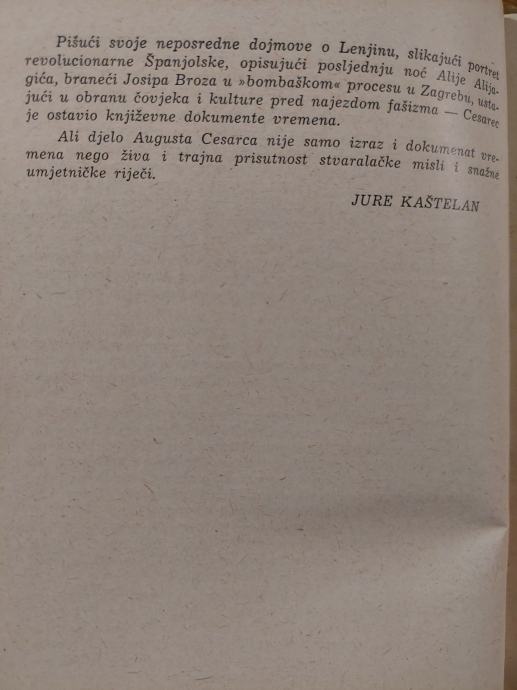 Pišući svoje neposredne dojmove o Lenjinu, slikajući portret
revolucionarne Španjolske, opisujući posljednju noć Alije Alija-
gića, braneći Josipa Broza u »bombaškom« procesu u Zagrebu, usta-
jući u obranu čovjeka i kulture pred najezdom fašizma — Cesarec
je ostavio književne dokumente vremena.
Ali djelo Augusta Cesarca nije samo izraz i dokumenat vre-
mena nego živa i trajna prisutnost stvaralačke misli i snažne
umjetničke riječi.
JURE KAŠTELAN